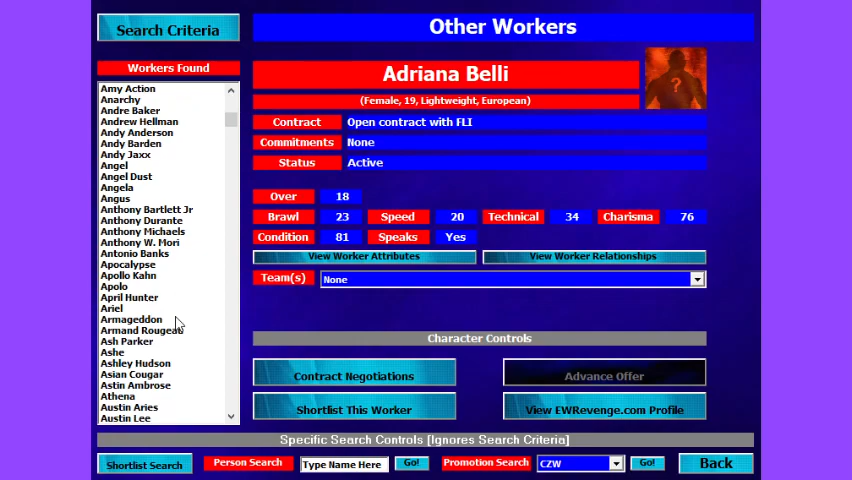 Search Criteria
Other Workers
Workers Found
Amy Action
Anarchy
Andre Baker
Andrew Hellman
Andy Anderson
Andy Barden
Andy Jaxx
Angel
Angel Dust
Angela
Angus
Anthony Bartlett Jr
Anthony Durante
Anthony Michaels
Anthony W. Mori
Antonio Banks
Apocalypse
Apollo Kahn
Apolo
April Hunter
Ariel
Armageddon
Armand Rougeau
Ash Parker
Ashe
Ashley Hudson
Asian Cougar
Astin Ambrose
Athena
Austin Aries
Austin Lee
Adriana Belli
?
(Female, 19, Lightweight, European)
Contract Open contract with FLI
Commitments None
Status Active
Over 18
Brawl 23 Speed 20 Technical 34 Charisma 76
Condition 81 Speaks Yes
View Worker Attributes View Worker Relationships
Team(s) None
Character Controls
Contract Negotiations Advance Offer
Shortlist This Worker View EWRevenge.com Profile
Specific Search Controls [Ignores Search Criteria]
Shortlist Search Person Search Type Name Here Go! Promotion Search CZW Go! Back